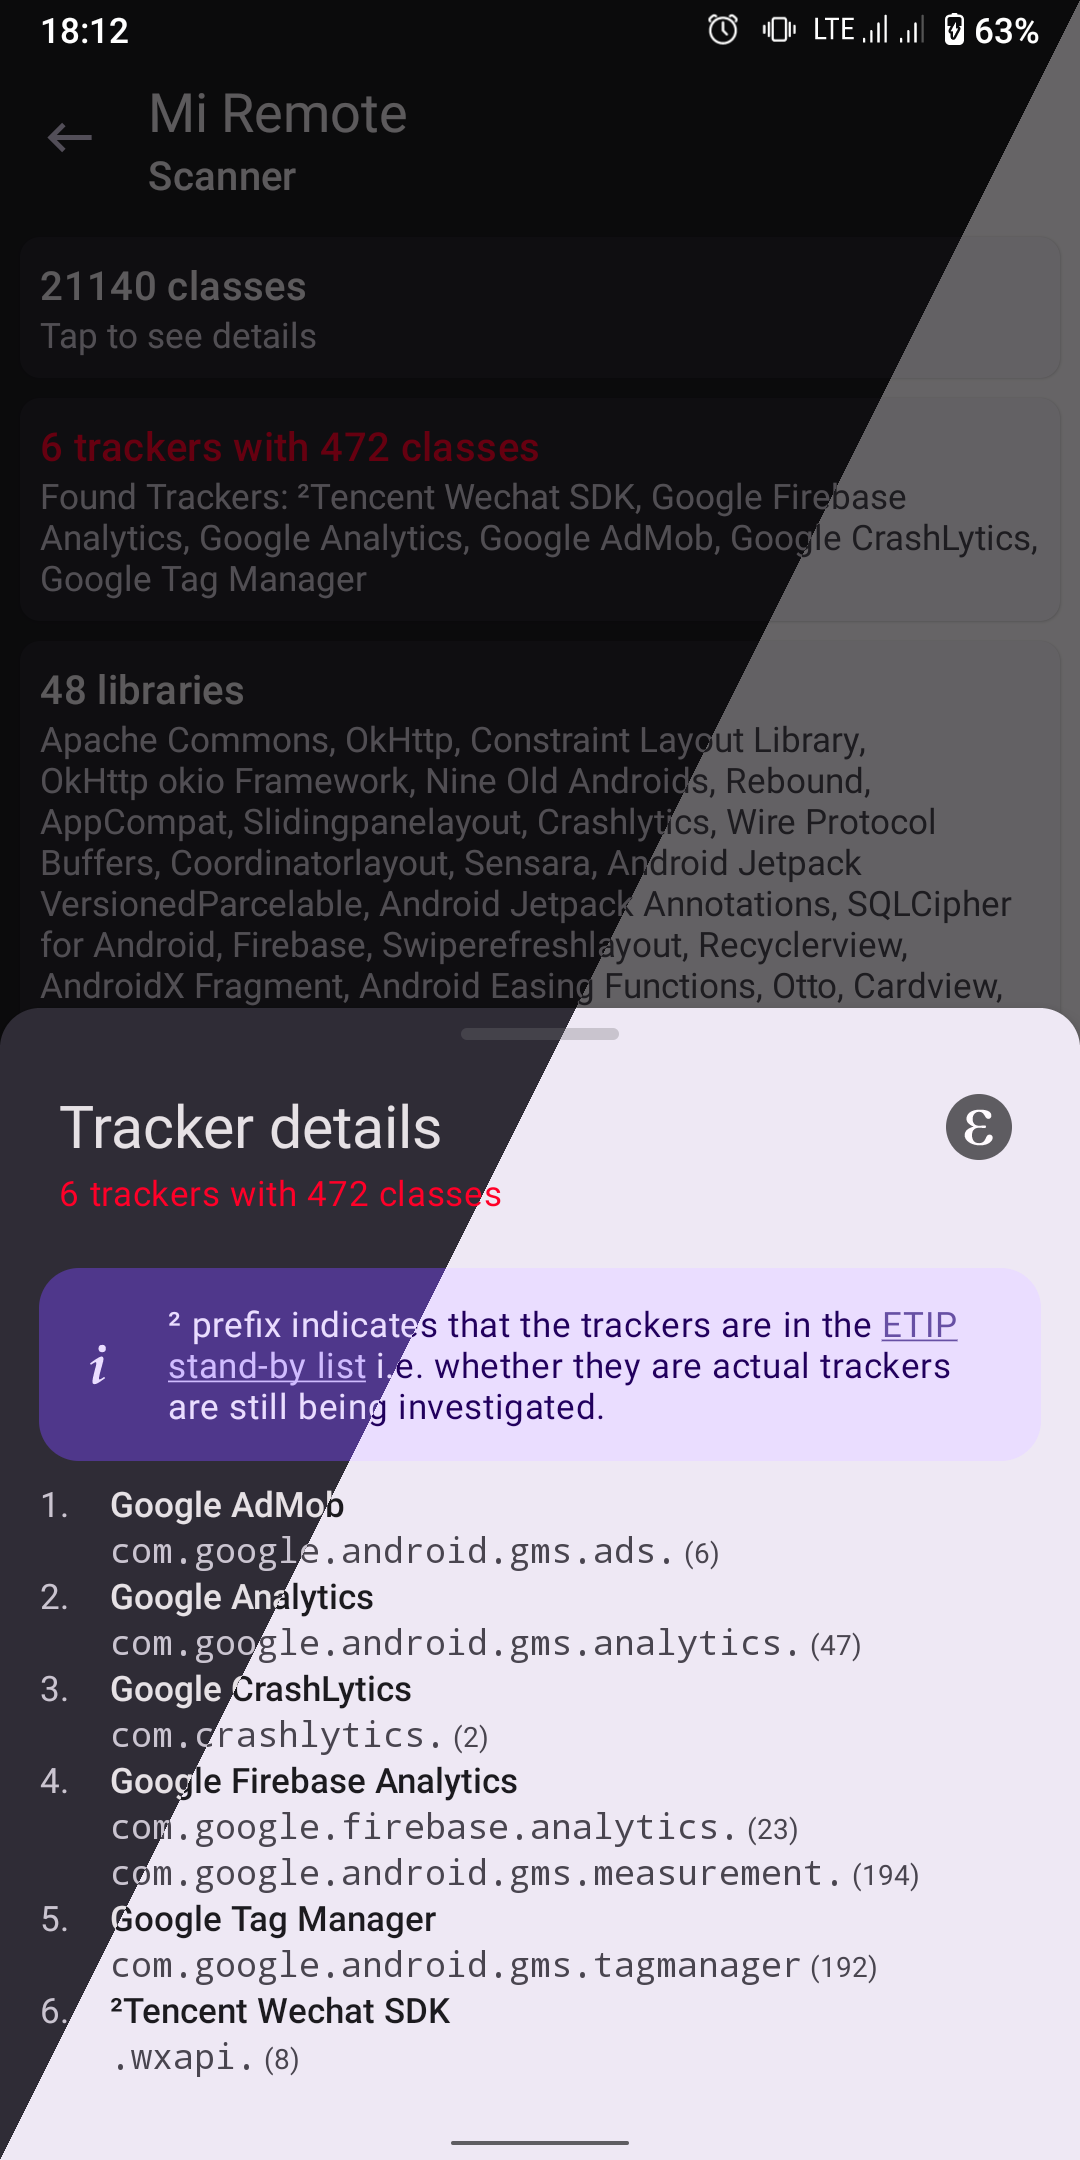 18:12 LTE 63%
Mi Remote
Scanner
21140 classes
Tap to see details
6 trackers with 472 classes
Found Trackers: ²Tencent Wechat SDK, Google Firebase
Analytics, Google Analytics, Google AdMob, Google CrashLytics,
Google Tag Manager
48 libraries
Apache Commons, OkHttp, Constraint Layout Library,
OkHttp okio Framework, Nine Old Androids, Rebound,
AppCompat, Slidingpanelayout, Crashlytics, Wire Protocol
Buffers, Coordinatorlayout, Sensara, Android Jetpack
VersionedParcelable, Android Jetpack Annotations, SQLCipher
for Android, Firebase, Swiperefreshlayout, Recyclerview,
AndroidX Fragment, Android Easing Functions, Otto, Cardview,
Tracker details
ε
6 trackers with 472 classes
i
² prefix indicates that the trackers are in the ETIP
stand-by list i.e. whether they are actual trackers
are still being investigated.
1. Google AdMob
com.google.android.gms.ads. (6)
2. Google Analytics
com.google.android.gms.analytics. (47)
3. Google CrashLytics
com.crashlytics. (2)
4. Google Firebase Analytics
com.google.firebase.analytics. (23)
com.google.android.gms.measurement. (194)
5. Google Tag Manager
com.google.android.gms.tagmanager (192)
6. ²Tencent Wechat SDK
.wxapi. (8)